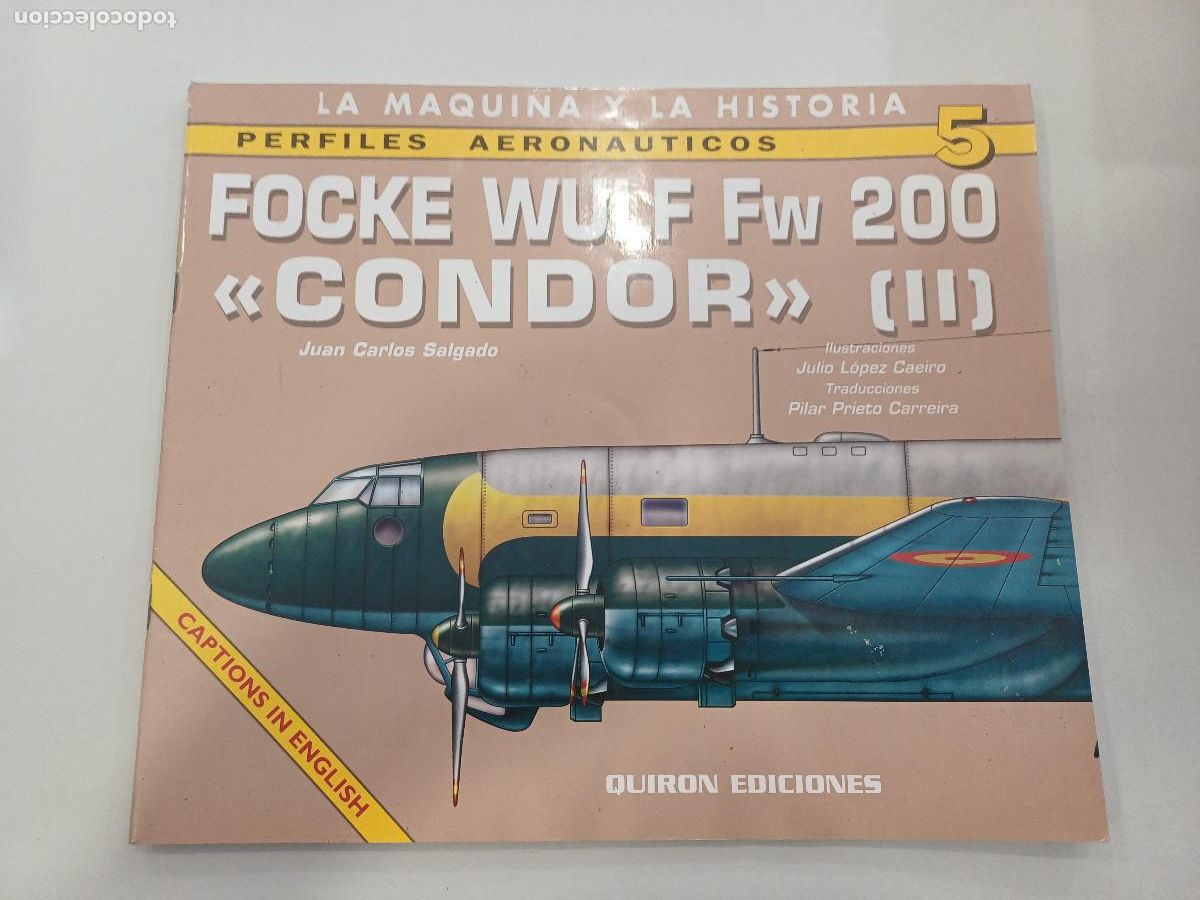 todocoleccion
LA MAQUINA Y LA HISTORIA
PERFILES AERONAUTICOS
5
FOCKE WULF Fw 200
«CONDOR» (II)
Juan Carlos Salgado
Ilustraciones
Julio López Caeiro
Traducciones
Pilar Prieto Carreira
CAPTIONS IN ENGLISH
QUIRON EDICIONES